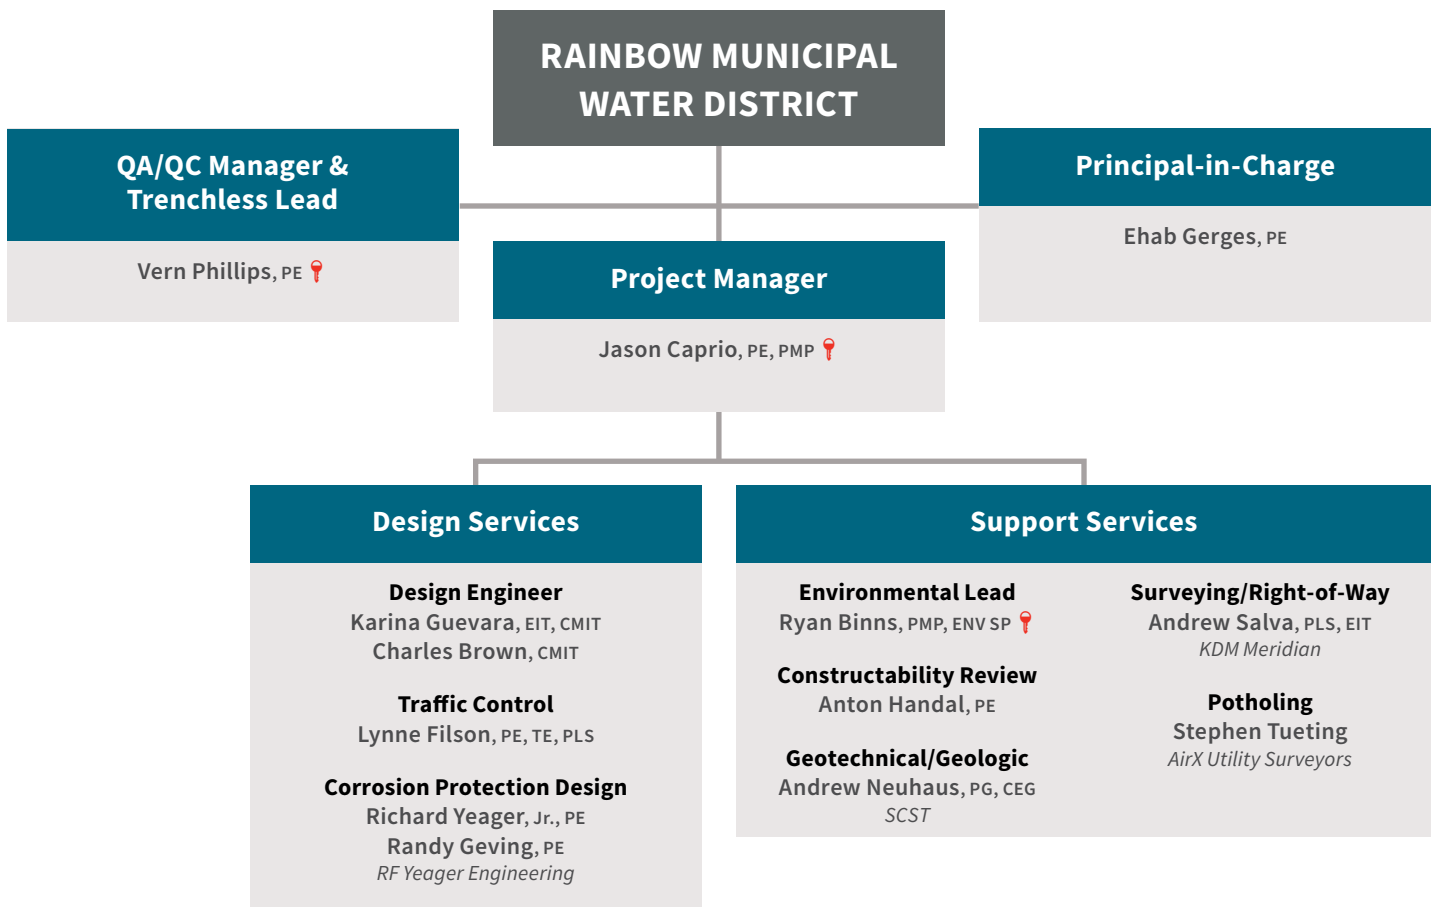 RAINBOW MUNICIPAL
WATER DISTRICT
QA/QC Manager &
Trenchless Lead
Vern Phillips, PE
Principal-in-Charge
Ehab Gerges, PE
Project Manager
Jason Caprio, PE, PMP
Design Services
Design Engineer
Karina Guevara, EIT, CMIT
Charles Brown, CMIT
Traffic Control
Lynne Filson, PE, TE, PLS
Corrosion Protection Design
Richard Yeager, Jr., PE
Randy Geving, PE
RF Yeager Engineering
Support Services
Environmental Lead
Ryan Binns, PMP, ENV SP
Constructability Review
Anton Handal, PE
Geotechnical/Geologic
Andrew Neuhaus, PG, CEG
SCST
Surveying/Right-of-Way
Andrew Salva, PLS, EIT
KDM Meridian
Potholing
Stephen Tueting
AirX Utility Surveyors